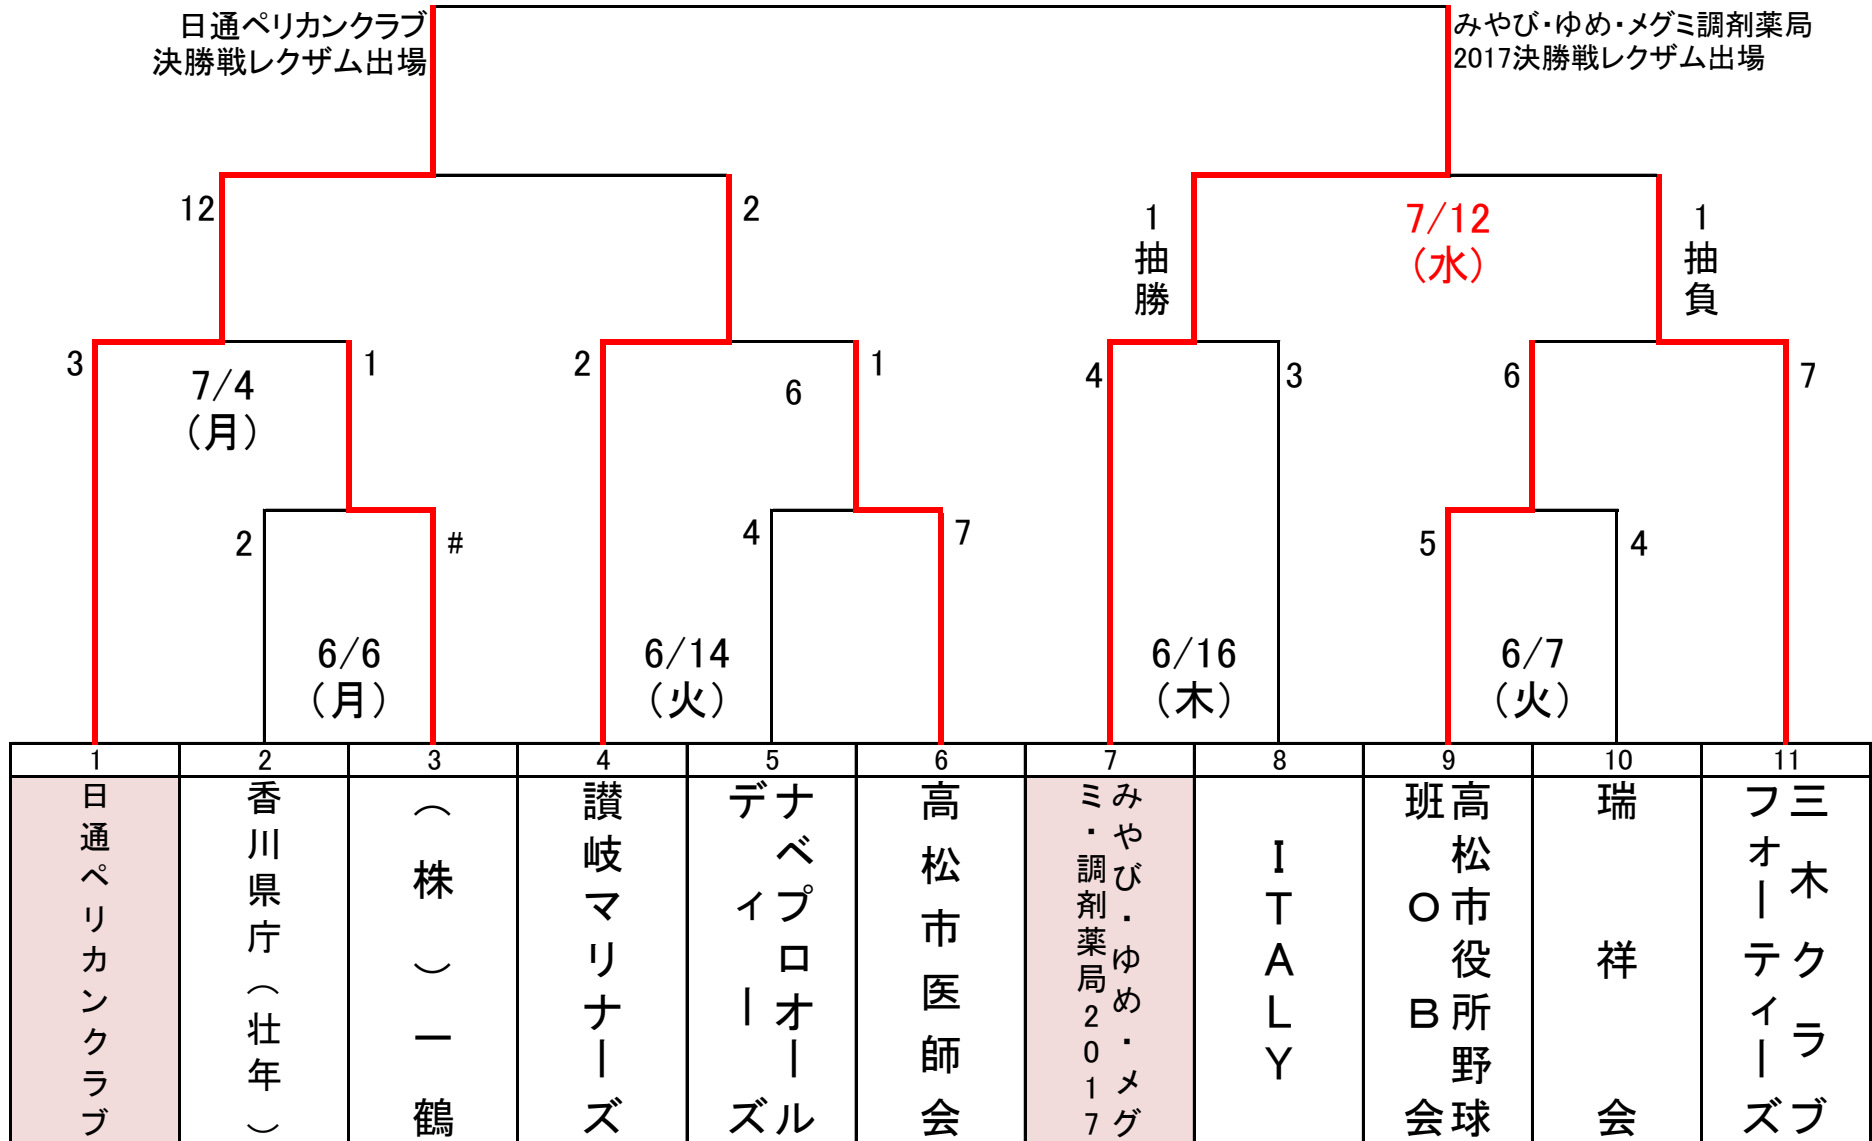 日通ペリカンクラブ
決勝戦レクザム出場
みやび・ゆめ・メグミ調剤薬局
2017決勝戦レクザム出場
12
2
1抽勝
7/12
（水）
1抽負
3
7/4
（月）
1
2
6
1
4
3
6
7
2
#
4
7
5
4
6/6
（月）
6/14
（火）
6/16
（木）
6/7
（火）
1
2
3
4
5
6
7
8
9
10
11
日通ペリカンクラブ
香川県庁（壮年）
（株）一鶴
讃岐マリナーズ
ナベプロオール
ディーズ
高松市医師会
みやび・ゆめ・メグ
ミ・調剤薬局2017
ITALY
高松市役所野球
班OB会
瑞祥会
三木クラブ
フォーティーズ